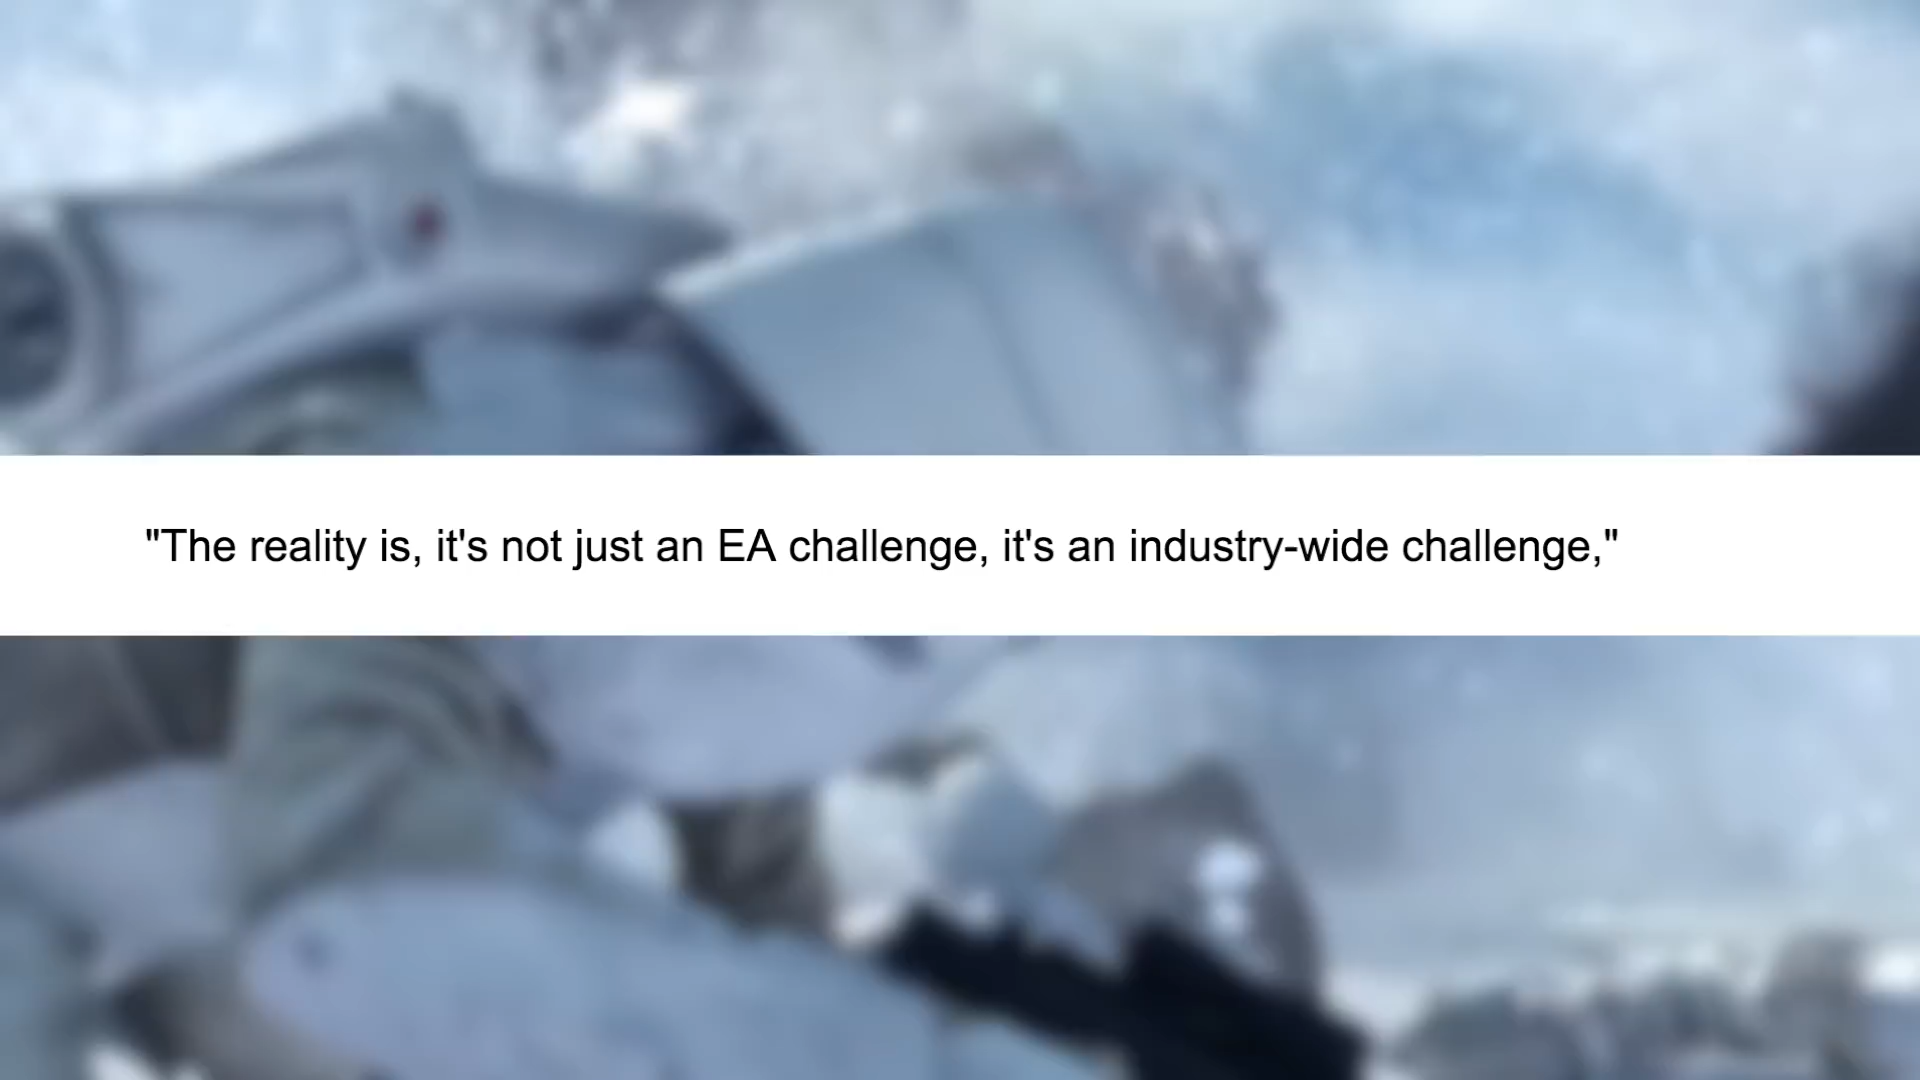 "The reality is, it's not just an EA challenge, it's an industry-wide challenge,"